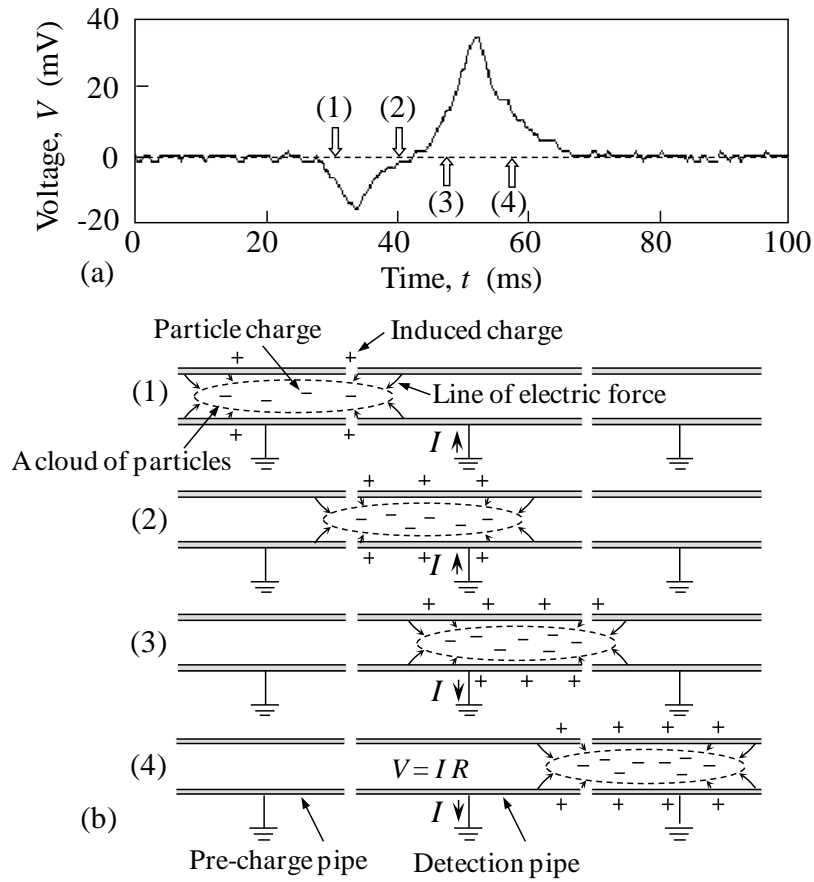 40
20
0
-20
Voltage, V (mV)
(1)
(2)
(3)
(4)
0 20 40 60 80 100
(a)
Time, t (ms)
Particle charge
Induced charge
+ +
(1)
- - - -
Line of electric force
+ +
I
A cloud of particles
+ + +
(2)
- - - - - -
+ + +
I
+ + + +
(3)
- - - - - - -
I
+ + +
+ + + +
(4)
V = I R
- - - - - - - -
I
+ + + +
(b)
Pre-charge pipe
Detection pipe